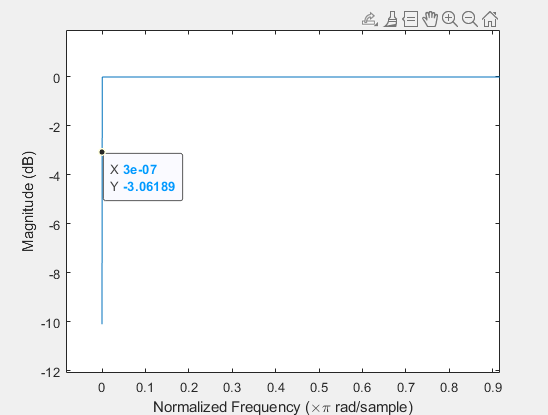 0
-2
-4
-6
-8
-10
-12
Magnitude (dB)
X 3e-07
Y -3.06189
0 0.1 0.2 0.3 0.4 0.5 0.6 0.7 0.8 0.9
Normalized Frequency (×π rad/sample)